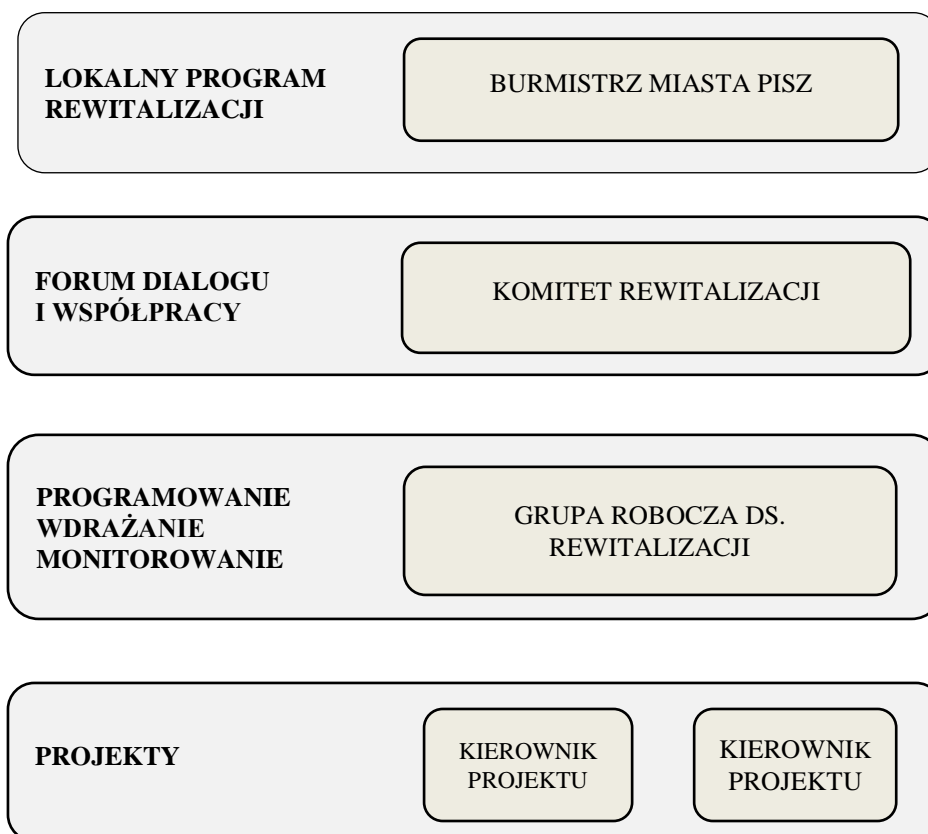 LOKALNY PROGRAM
REWITALIZACJI
BURMISTRZ MIASTA PISZ
FORUM DIALOGU
I WSPÓŁPRACY
KOMITET REWITALIZACJI
PROGRAMOWANIE
WDRAŻANIE
MONITOROWANIE
GRUPA ROBOCZA DS.
REWITALIZACJI
PROJEKTY
KIEROWNIK
PROJEKTU
KIEROWNIK
PROJEKTU